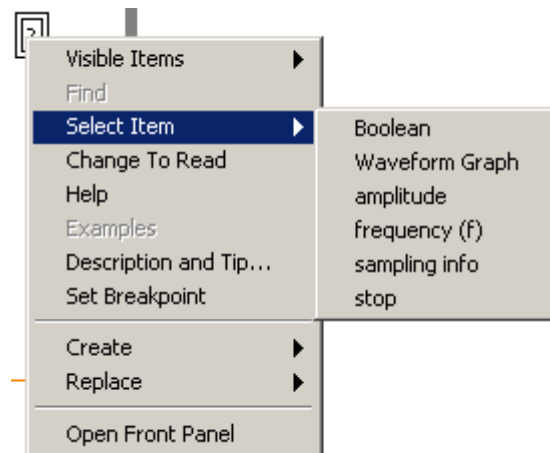 ?
Visible Items
Find
Select Item
Change To Read
Help
Examples
Description and Tip...
Set Breakpoint
Create
Replace
Open Front Panel
Boolean
Waveform Graph
amplitude
frequency (f)
sampling info
stop